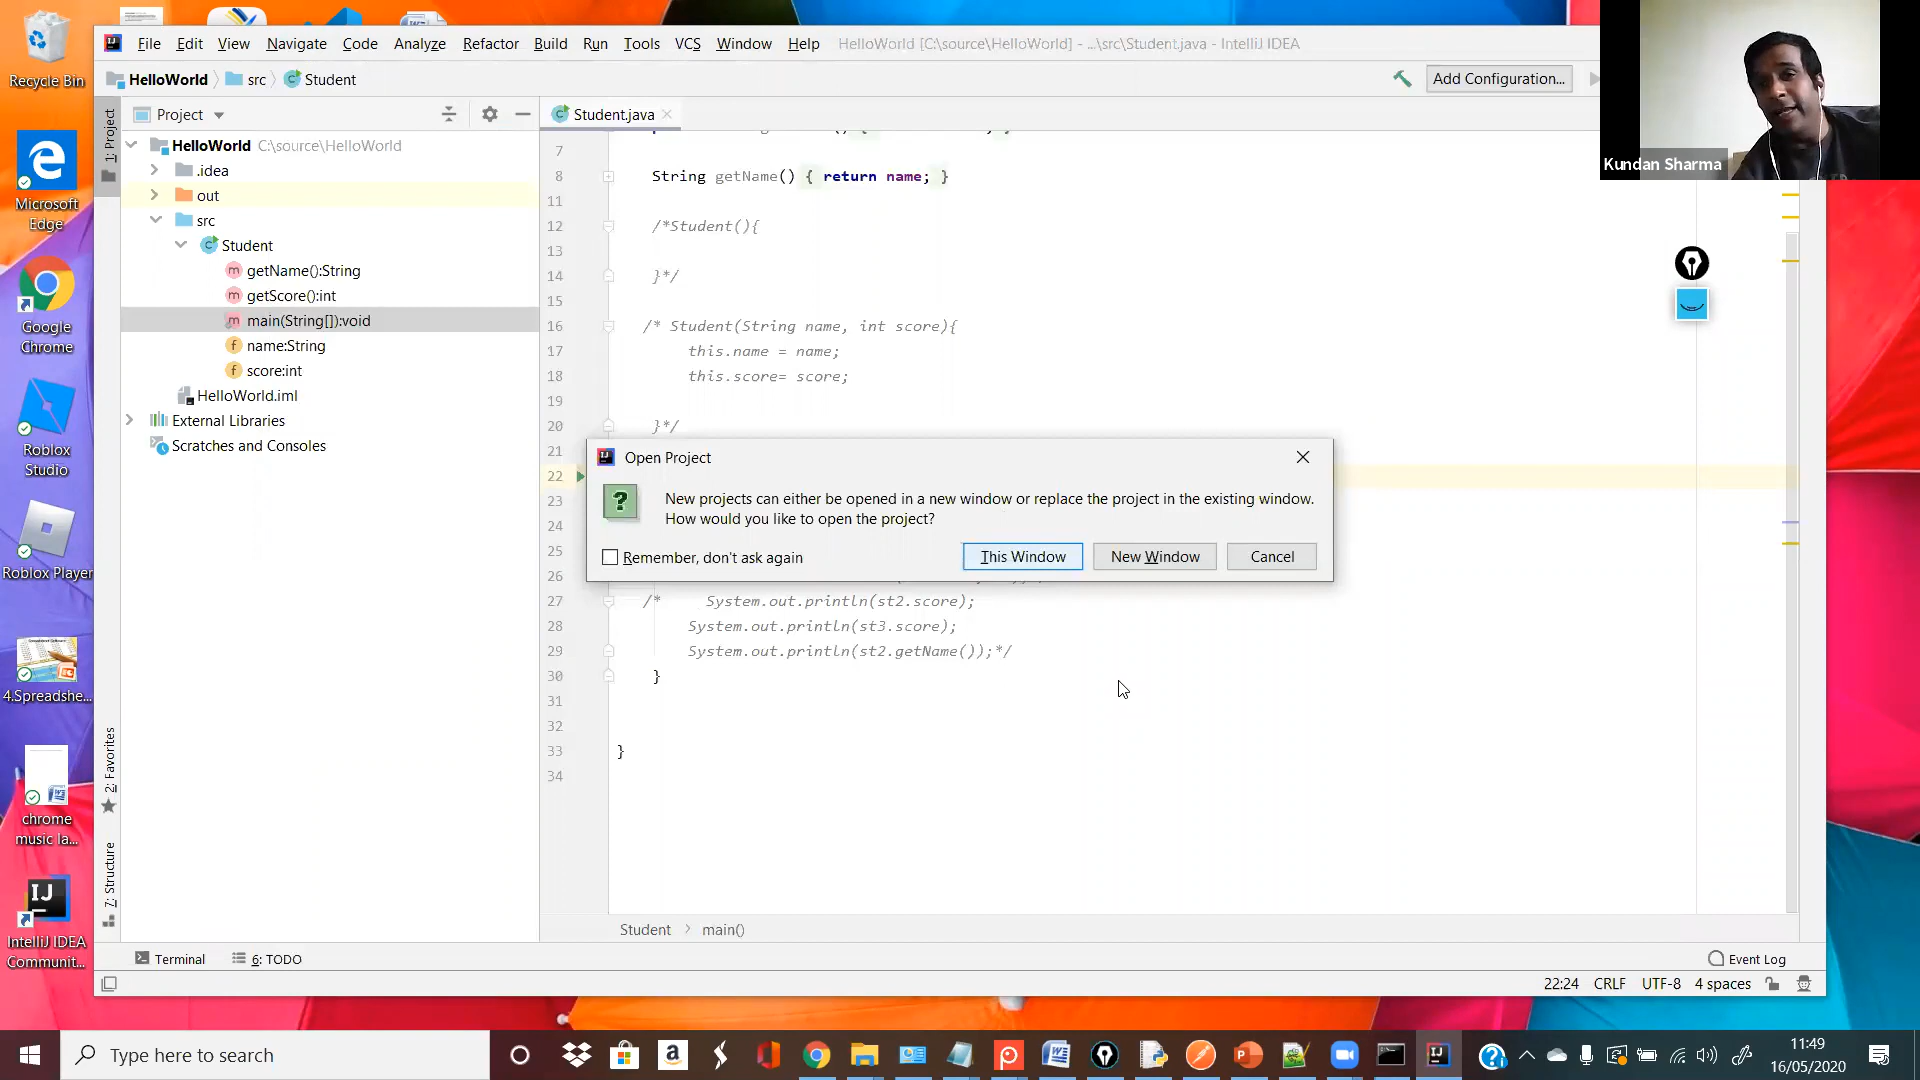 File Edit View Navigate Code Analyze Refactor Build Run Tools VCS Window Help HelloWorld [C:\source\HelloWorld] - ...\src\Student.java - IntelliJ IDEA
HelloWorld src Student
Add Configuration...
Kundan Sharma
Recycle Bin
Microsoft
Edge
Google
Chrome
Roblox
Studio
Roblox Player
4.Spreadshe...
chrome
music la...
IntelliJ IDEA
Communit...
1: Project
2: Favorites
7: Structure
Project
HelloWorld C:\source\HelloWorld
.idea
out
src
Student
getName():String
getScore():int
main(String[]):void
name:String
score:int
HelloWorld.iml
External Libraries
Scratches and Consoles
Student.java
7
8 String getName() { return name; }
11
12 /*Student(){
13
14 }*/
15
16 /* Student(String name, int score){
17 this.name = name;
18 this.score= score;
19
20 }*/
21
22
23
24
25
26
27 /* System.out.println(st2.score);
28 System.out.println(st3.score);
29 System.out.println(st2.getName());*/
30 }
31
32
33 }
34
Open Project
New projects can either be opened in a new window or replace the project in the existing window.
How would you like to open the project?
Remember, don't ask again
This Window New Window Cancel
Student main()
Terminal 6: TODO
Event Log
22:24 CRLF UTF-8 4 spaces
Type here to search
11:49
16/05/2020